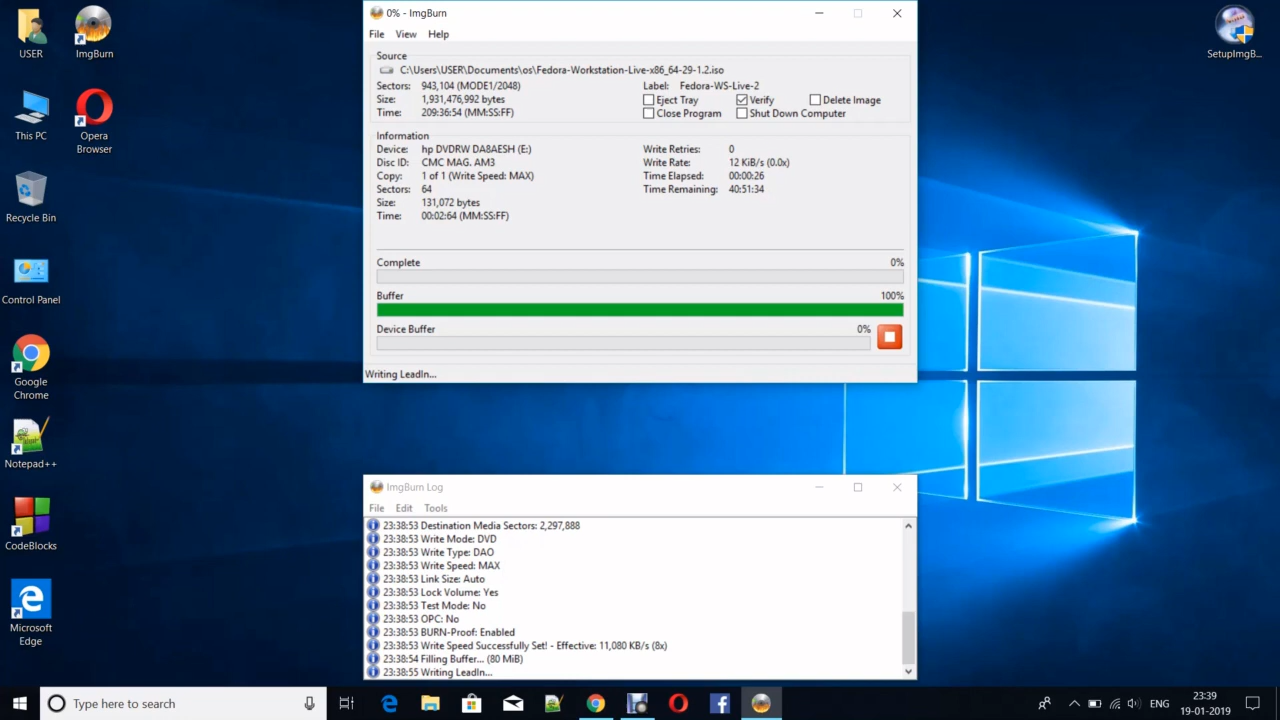 USER
ImgBurn
This PC
Opera
Browser
Recycle Bin
Control Panel
Google
Chrome
Notepad++
CodeBlocks
Microsoft
Edge
SetupImgB...
0% - ImgBurn
File View Help
Source
C:\Users\USER\Documents\os\Fedora-Workstation-Live-x86_64-29-1.2.iso
Sectors: 943,104 (MODE1/2048) Label: Fedora-WS-Live-2
Size: 1,931,476,992 bytes Eject Tray Verify Delete Image
Time: 209:36:54 (MM:SS:FF) Close Program Shut Down Computer
Information
Device: hp DVDRW DA8AESH (E:) Write Retries: 0
Disc ID: CMC MAG. AM3 Write Rate: 12 KiB/s (0.0x)
Copy: 1 of 1 (Write Speed: MAX) Time Elapsed: 00:00:26
Sectors: 64 Time Remaining: 40:51:34
Size: 131,072 bytes
Time: 00:02:64 (MM:SS:FF)
Complete 0%
Buffer 100%
Device Buffer 0%
Writing LeadIn...
ImgBurn Log
File Edit Tools
23:38:53 Destination Media Sectors: 2,297,888
23:38:53 Write Mode: DVD
23:38:53 Write Type: DAO
23:38:53 Write Speed: MAX
23:38:53 Link Size: Auto
23:38:53 Lock Volume: Yes
23:38:53 Test Mode: No
23:38:53 OPC: No
23:38:53 BURN-Proof: Enabled
23:38:53 Write Speed Successfully Set! - Effective: 11,080 KB/s (8x)
23:38:54 Filling Buffer... (80 MiB)
23:38:55 Writing LeadIn...
Type here to search
ENG
23:39
19-01-2019